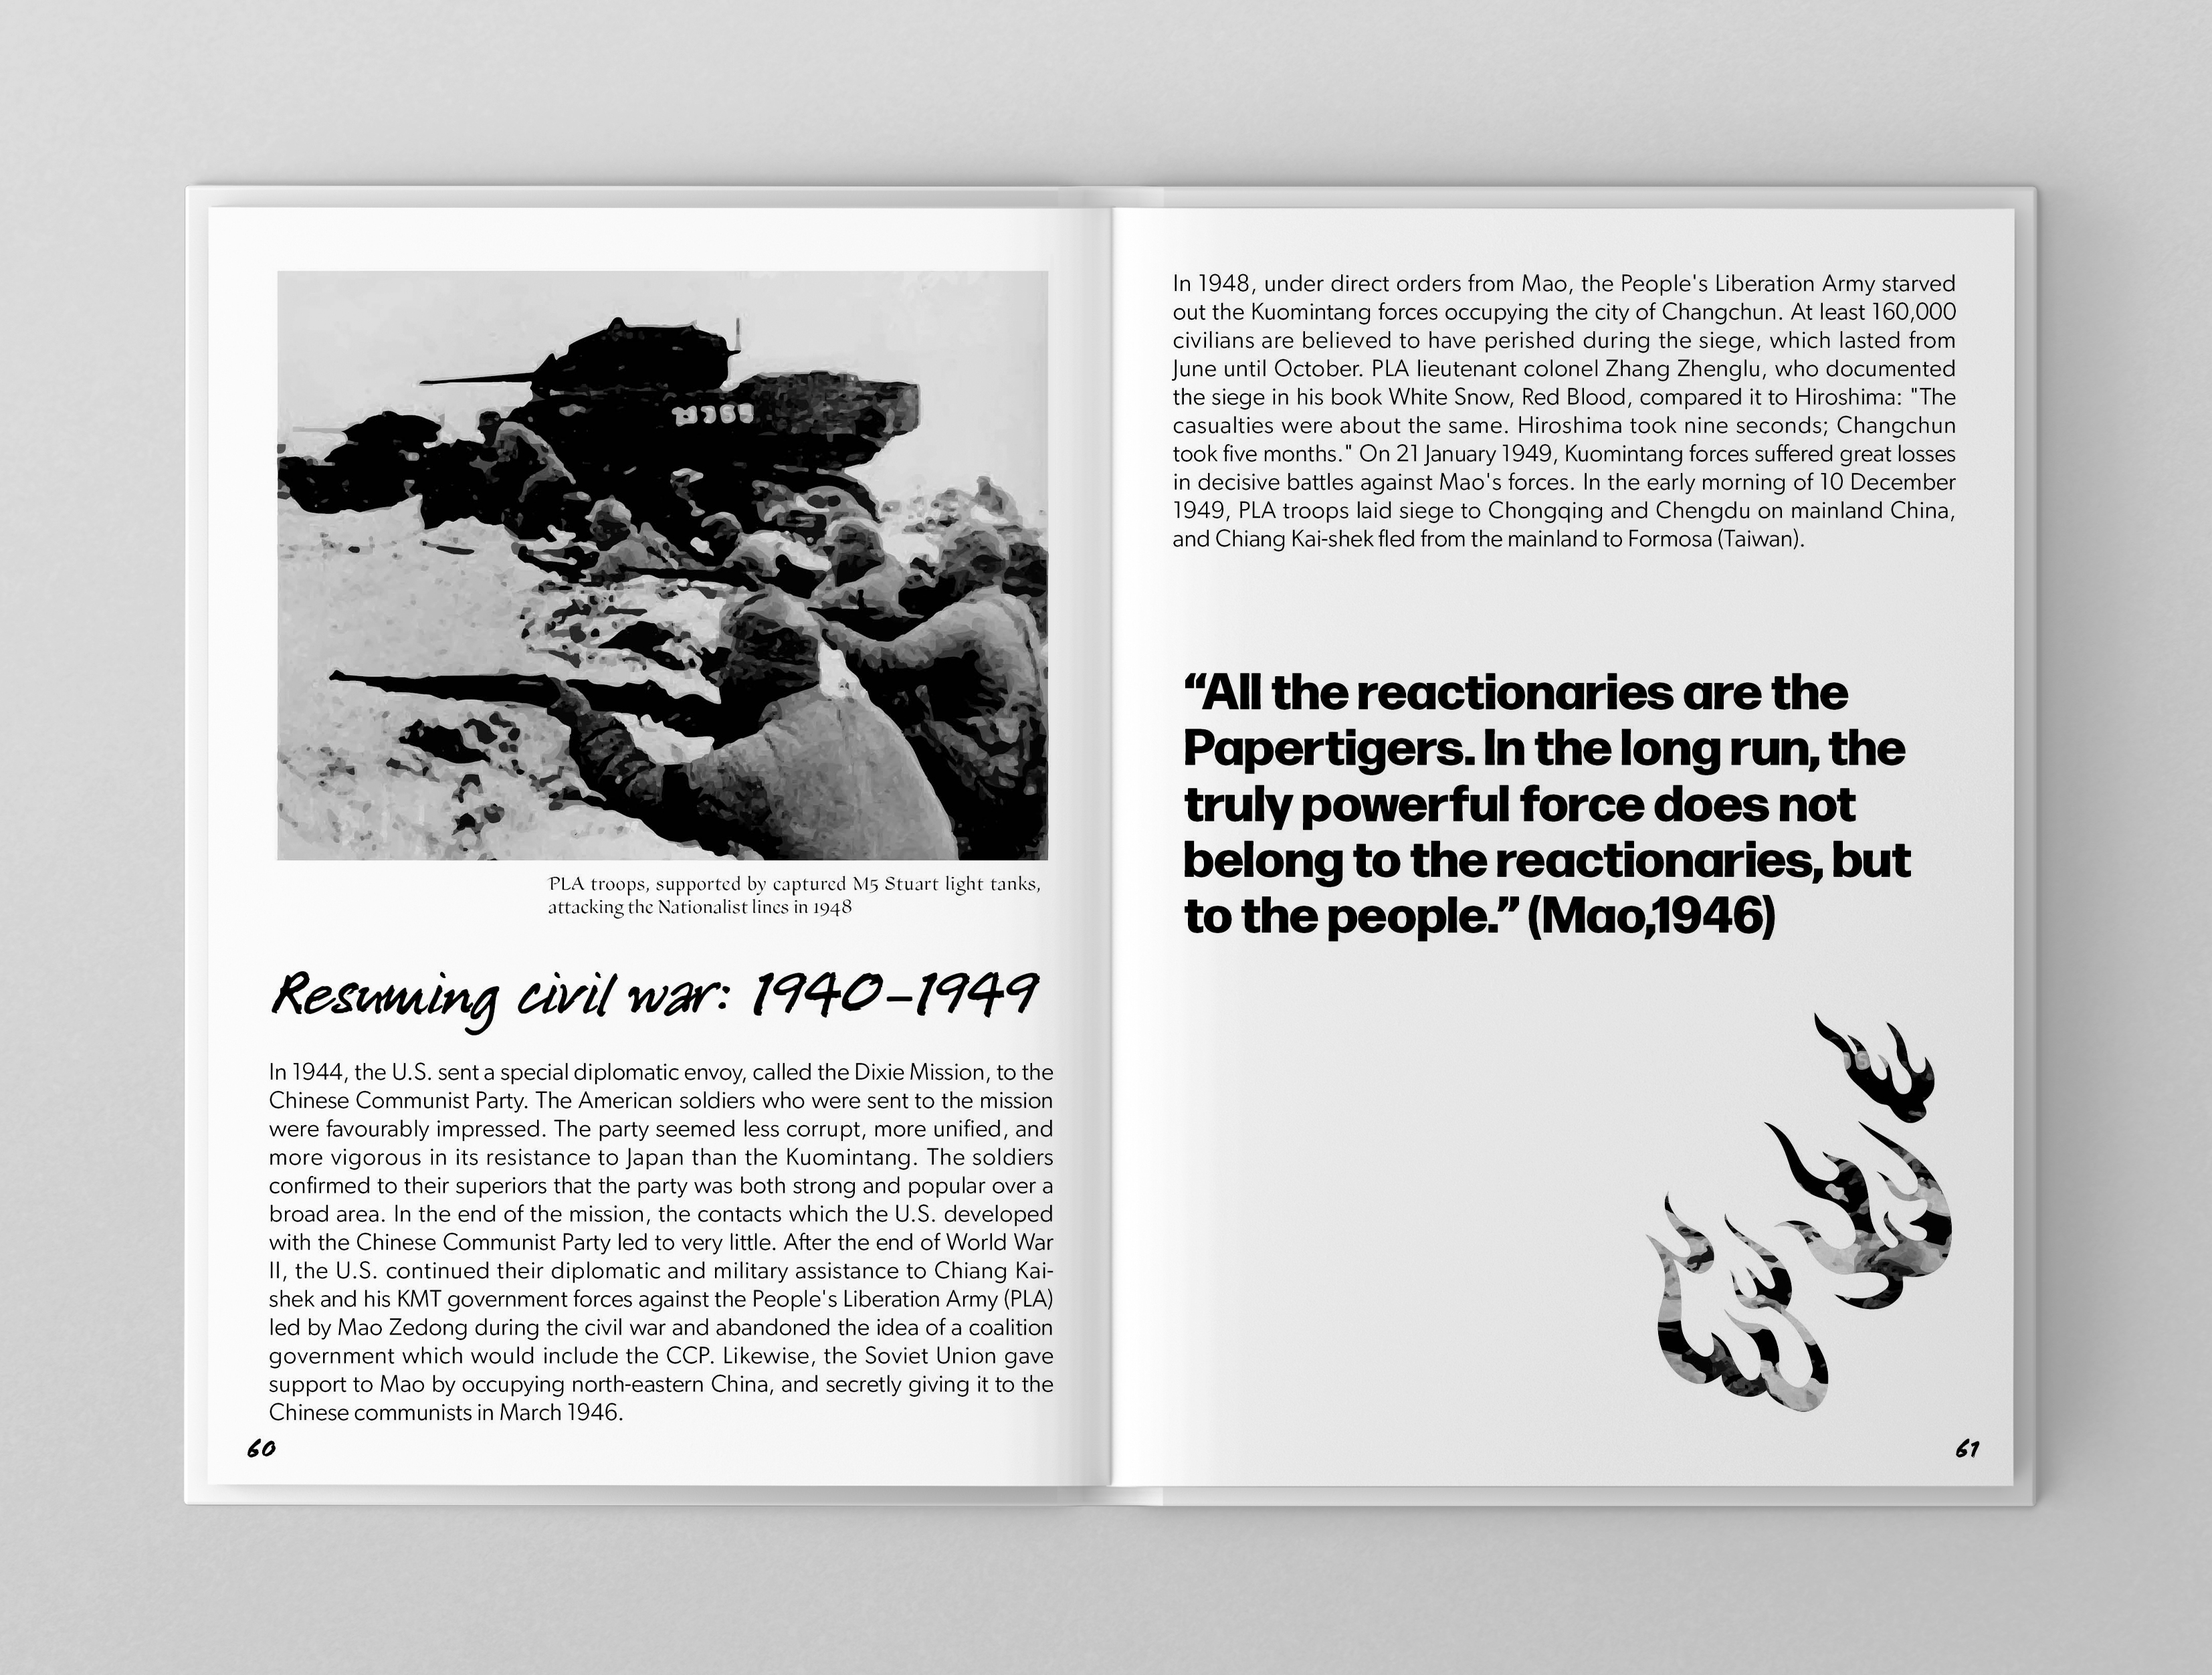 PLA troops, supported by captured M5 Stuart light tanks,
attacking the Nationalist lines in 1948
Resuming civil war: 1940–1949
In 1944, the U.S. sent a special diplomatic envoy, called the Dixie Mission, to the
Chinese Communist Party. The American soldiers who were sent to the mission
were favourably impressed. The party seemed less corrupt, more unified, and
more vigorous in its resistance to Japan than the Kuomintang. The soldiers
confirmed to their superiors that the party was both strong and popular over a
broad area. In the end of the mission, the contacts which the U.S. developed
with the Chinese Communist Party led to very little. After the end of World War
II, the U.S. continued their diplomatic and military assistance to Chiang Kai-
shek and his KMT government forces against the People's Liberation Army (PLA)
led by Mao Zedong during the civil war and abandoned the idea of a coalition
government which would include the CCP. Likewise, the Soviet Union gave
support to Mao by occupying north-eastern China, and secretly giving it to the
Chinese communists in March 1946.
60
In 1948, under direct orders from Mao, the People's Liberation Army starved
out the Kuomintang forces occupying the city of Changchun. At least 160,000
civilians are believed to have perished during the siege, which lasted from
June until October. PLA lieutenant colonel Zhang Zhenglu, who documented
the siege in his book White Snow, Red Blood, compared it to Hiroshima: "The
casualties were about the same. Hiroshima took nine seconds; Changchun
took five months." On 21 January 1949, Kuomintang forces suffered great losses
in decisive battles against Mao's forces. In the early morning of 10 December
1949, PLA troops laid siege to Chongqing and Chengdu on mainland China,
and Chiang Kai-shek fled from the mainland to Formosa (Taiwan).
“All the reactionaries are the
Papertigers. In the long run, the
truly powerful force does not
belong to the reactionaries, but
to the people.” (Mao,1946)
61